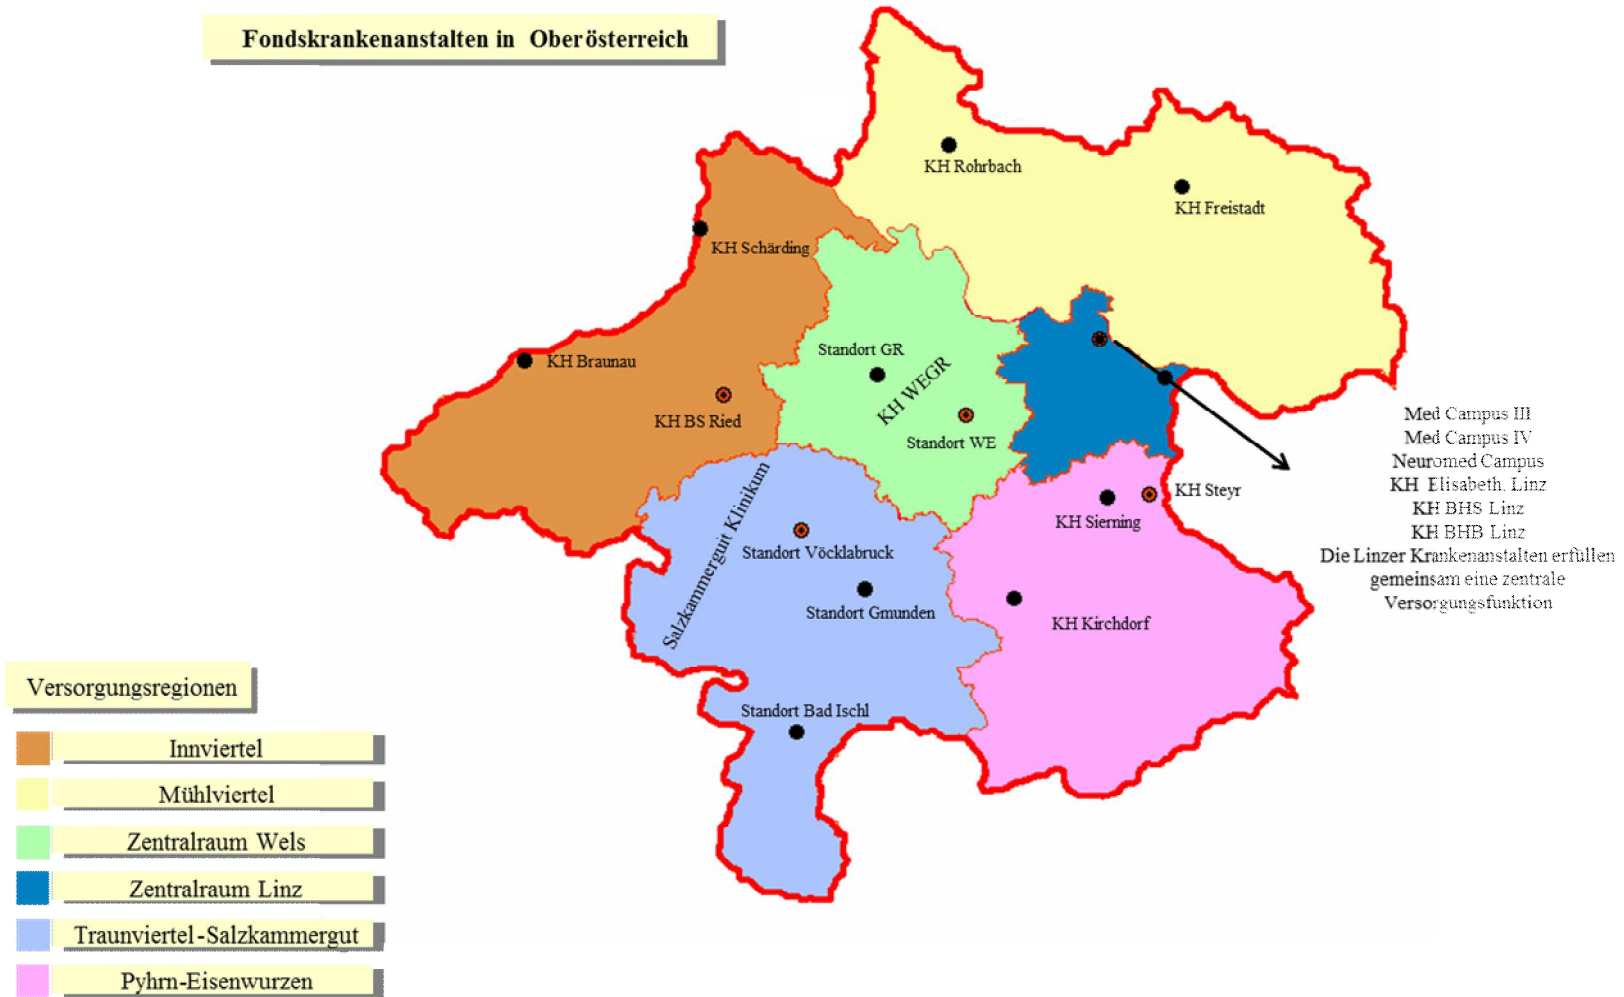 Fondskrankenanstalten in Oberösterreich
KH Rohrbach
KH Freistadt
KH Schärding
KH Braunau
KH BS Ried
Standort GR
KH WEGR
Standort WE
Med Campus III
Med Campus IV
Neuromed Campus
KH Elisabeth. Linz
KH BHS Linz
KH BHB Linz
Die Linzer Krankenanstalten erfüllen
gemeinsam eine zentrale
Versorgungsfunktion
KH Steyr
KH Sierning
KH Kirchdorf
Salzkammergut Klinikum
Standort Vöcklabruck
Standort Gmunden
Standort Bad Ischl
Versorgungsregionen
Innviertel
Mühlviertel
Zentralraum Wels
Zentralraum Linz
Traunviertel-Salzkammergut
Pyhrn-Eisenwurzen